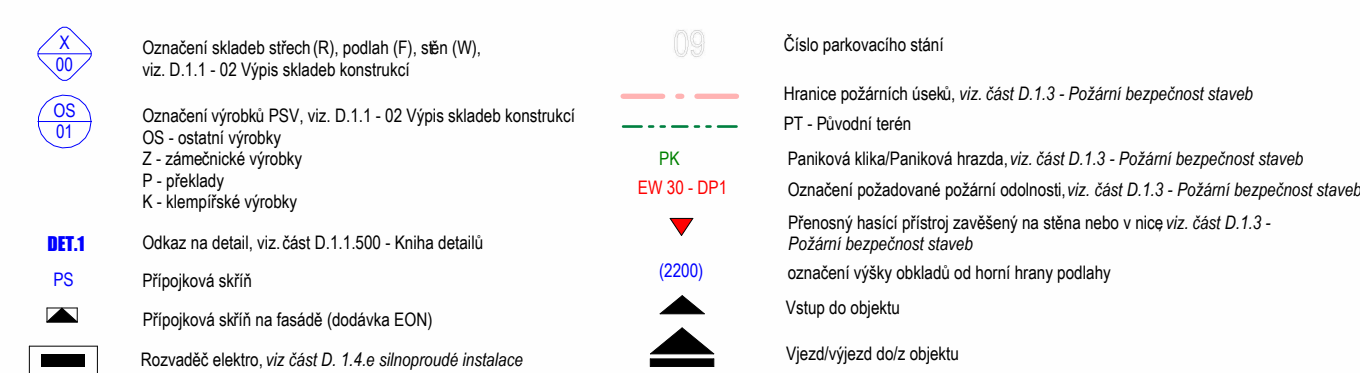 X
00
Označení skladeb střech (R), podlah (F), stěn (W),
viz. D.1.1 - 02 Výpis skladeb konstrukcí
OS
01
Označení výrobků PSV, viz. D.1.1 - 02 Výpis skladeb konstrukcí
OS - ostatní výrobky
Z - zámečnické výrobky
P - překlady
K - klempířské výrobky
DET.1
Odkaz na detail, viz. část D.1.1.500 - Kniha detailů
PS
Přípojková skříň
Přípojková skříň na fasádě (dodávka EON)
Rozvaděč elektro, viz část D. 1.4.e silnoproudé instalace
09
Číslo parkovacího stání
Hranice požárních úseků, viz. část D.1.3 - Požární bezpečnost staveb
PT - Původní terén
PK
Paniková klika/Paniková hrazda, viz. část D.1.3 - Požární bezpečnost staveb
EW 30 - DP1
Označení požadované požární odolnosti, viz. část D.1.3 - Požární bezpečnost staveb
Přenosný hasící přístroj zavěšený na stěna nebo v nice viz. část D.1.3 -
Požární bezpečnost staveb
(2200)
označení výšky obkladů od horní hrany podlahy
Vstup do objektu
Vjezd/výjezd do/z objektu